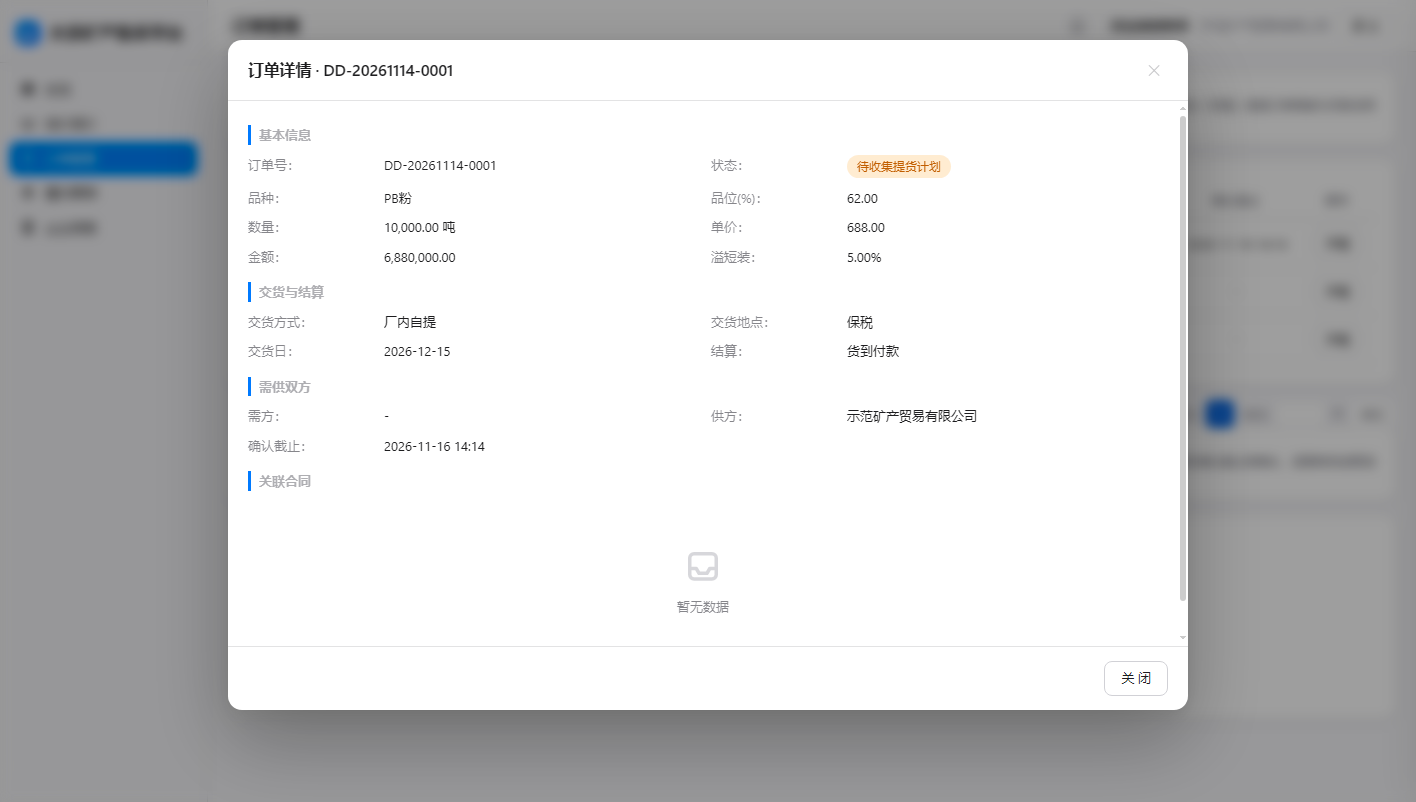 订单详情 · DD-20261114-0001
基本信息
订单号： DD-20261114-0001 状态： 待收集提货计划
品种： PB粉 品位(%)： 62.00
数量： 10,000.00 吨 单价： 688.00
金额： 6,880,000.00 溢短装： 5.00%
交货与结算
交货方式： 厂内自提 交货地点： 保税
交货日： 2026-12-15 结算： 货到付款
需供双方
需方： - 供方： 示范矿产贸易有限公司
确认截止： 2026-11-16 14:14
关联合同
暂无数据
关 闭